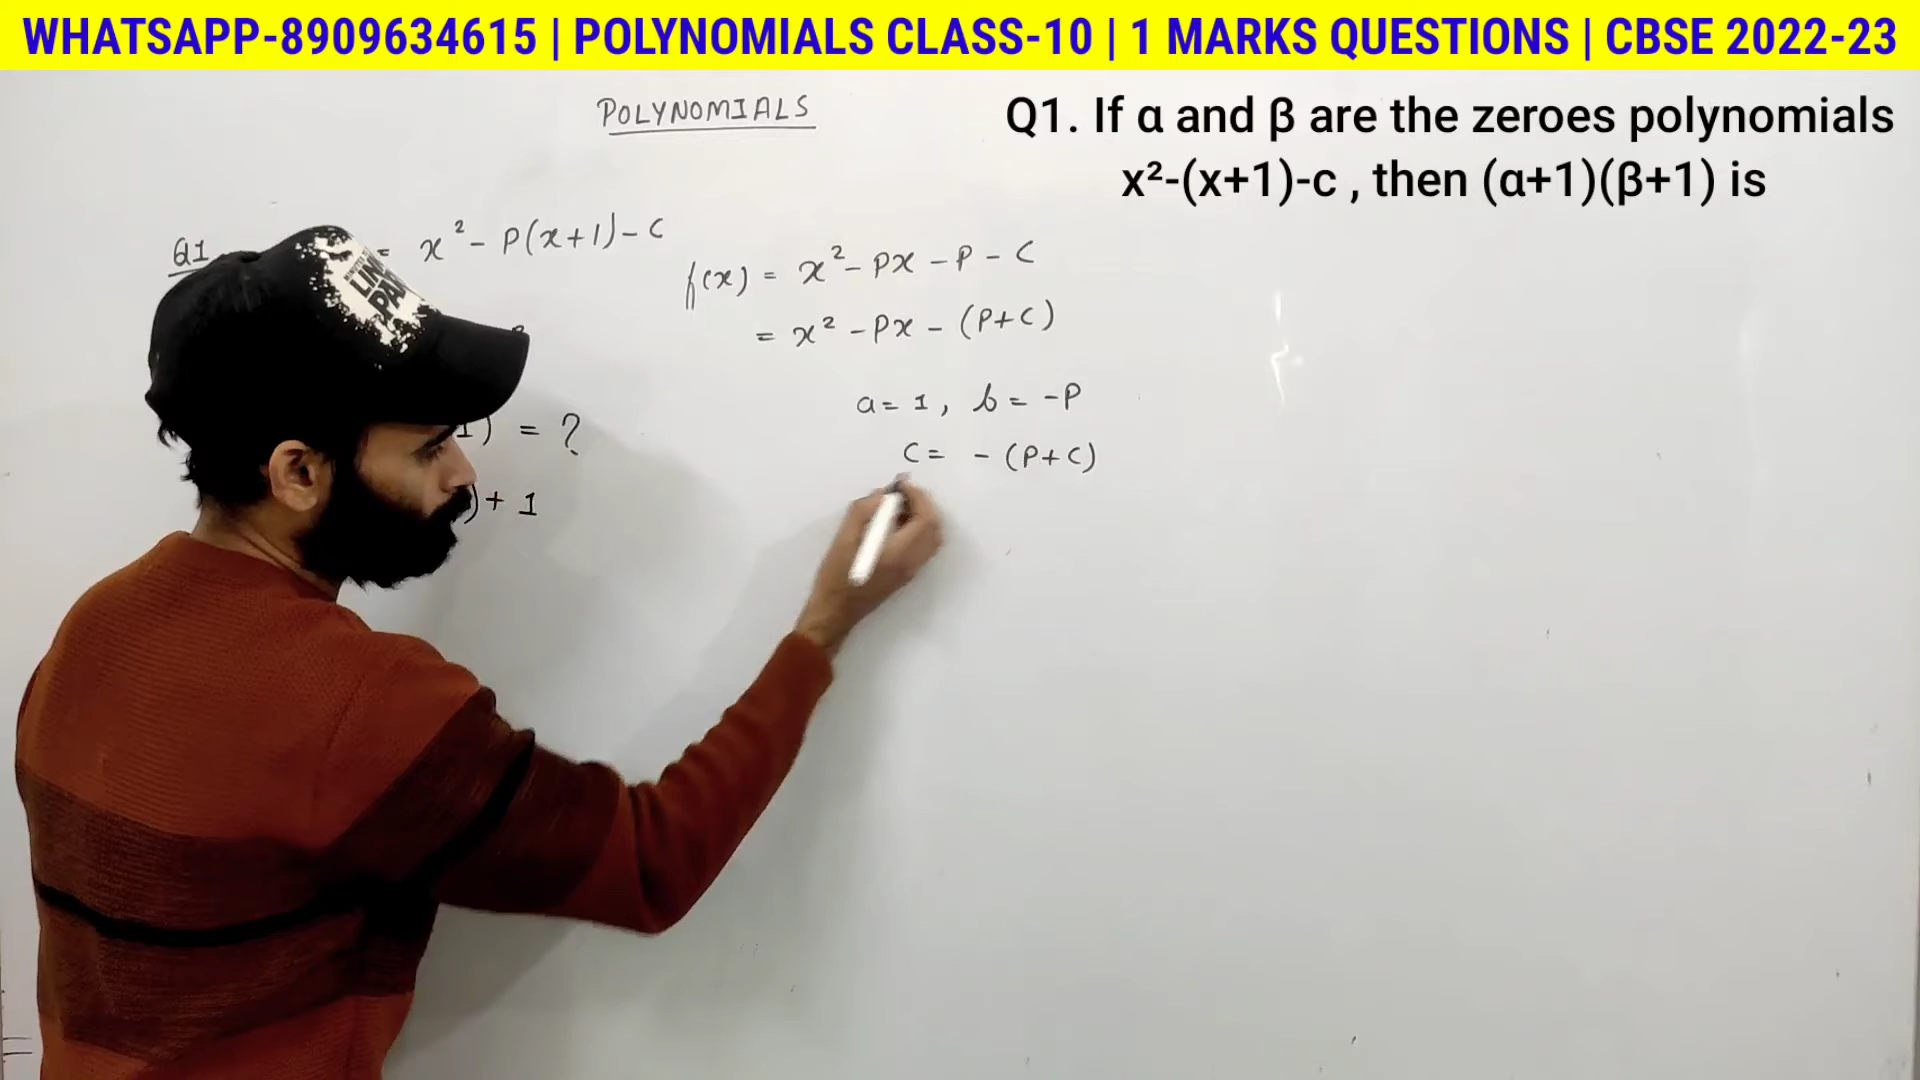 WHATSAPP-8909634615 | POLYNOMIALS CLASS-10 | 1 MARKS QUESTIONS | CBSE 2022-23
POLYNOMIALS
Q1. If α and β are the zeroes polynomials
x²-(x+1)-c , then (α+1)(β+1) is
Q1 = x² - P(x+1) - C
f(x) = x² - Px - P - C
= x² - Px - (P+C)
a = 1, b = -P
1) = ?
C = - (P+C)
) + 1